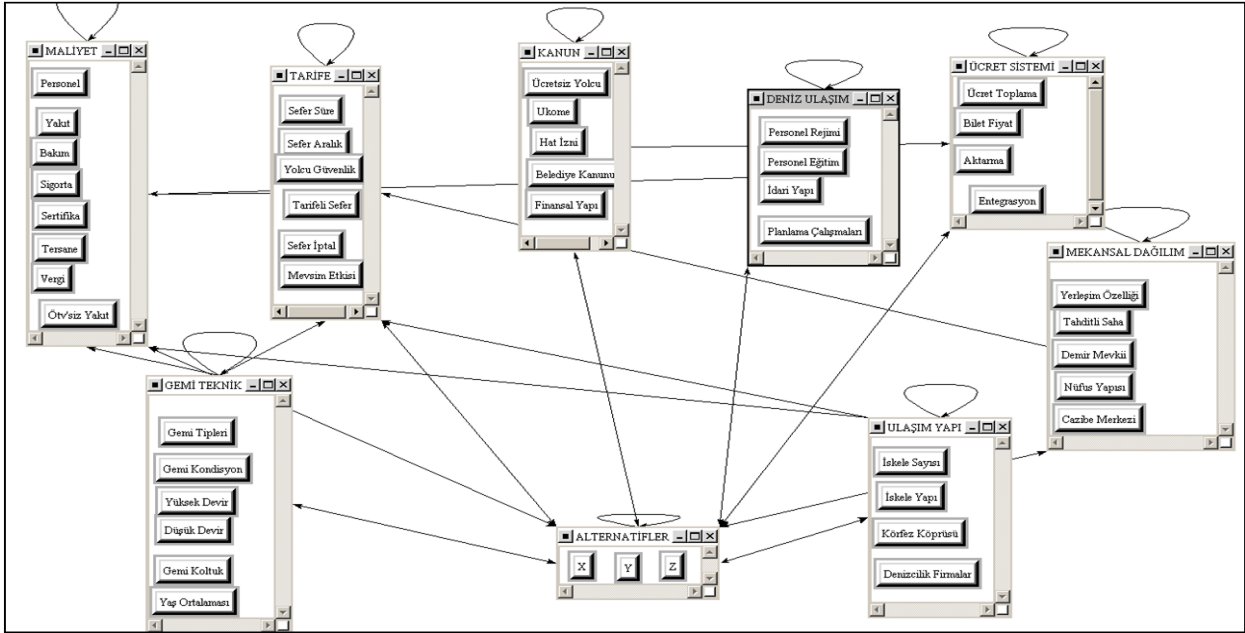 MALİYET
Personel
Yakıt
Bakım
Sigorta
Sertifika
Tersane
Vergi
Ötv'siz Yakıt
TARİFE
Sefer Süre
Sefer Aralık
Yolcu Güvenlik
Tarifeli Sefer
Sefer İptal
Mevsim Etkisi
KANUN
Ücretsiz Yolcu
Ukome
Hat İzni
Belediye Kanunu
Finansal Yapı
DENİZ ULAŞIM
Personel Rejimi
Personel Eğitim
İdari Yapı
Planlama Çalışmaları
ÜCRET SİSTEMİ
Ücret Toplama
Bilet Fiyat
Aktarma
Entegrasyon
MEKANSAL DAĞILIM
Yerleşim Özelliği
Tahditli Saha
Demir Mevkii
Nüfus Yapısı
Cazibe Merkezi
GEMİ TEKNİK
Gemi Tipleri
Gemi Kondisyon
Yüksek Devir
Düşük Devir
Gemi Koltuk
Yaş Ortalaması
ALTERNATİFLER
X Y Z
ULAŞIM YAPI
İskele Sayısı
İskele Yapı
Körfez Köprüsü
Denizcilik Firmalar